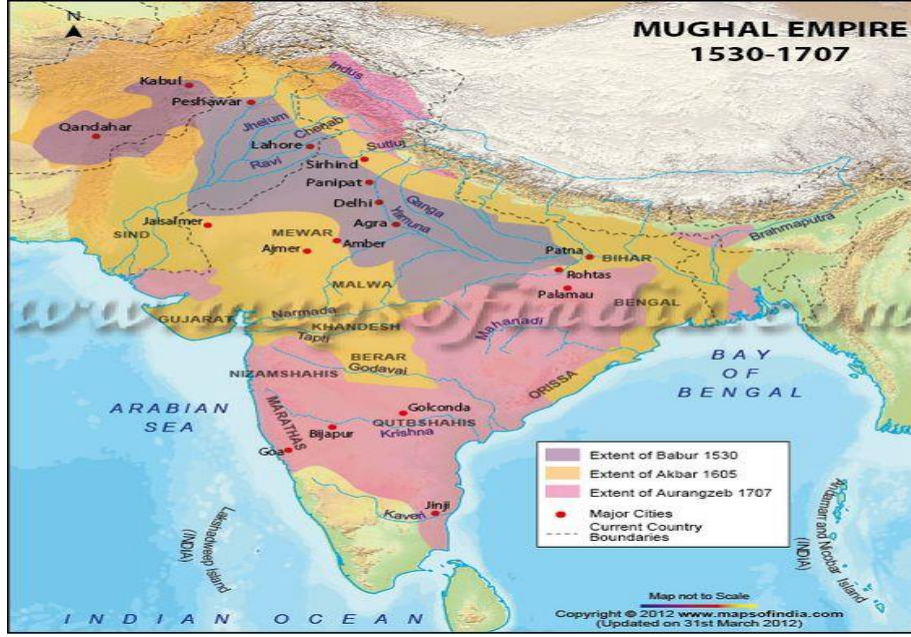 N
MUGHAL EMPIRE
1530-1707
Kabul
Peshawar
Indus
Qandahar
Jhelum
Chenab
Lahore
Ravi
Sutluj
Sirhind
Panipat
Delhi
Ganga
Yamuna
Agra
Jaisalmer
SIND
MEWAR
Amber
Ajmer
Brahmaputra
Patna
BIHAR
Rohtas
Palamau
MALWA
BENGAL
www.mapsofindia.com
Narmada
GUJARAT
KHANDESH
Tapti
Mahanadi
BERAR
Godavai
NIZAMSHAHIS
ORISSA
BAY
OF
BENGAL
ARABIAN
SEA
MARATHAS
Golconda
QUTBSHAHIS
Bijapur
Krishna
Goa
Jinji
Kaveri
Extent of Babur 1530
Extent of Akbar 1605
Extent of Aurangzeb 1707
Major Cities
Current Country
Boundaries
Lakshadweep Island
(INDIA)
Andaman and Nicobar Island
(INDIA)
Map not to Scale
Copyright © 2012 www.mapsofindia.com
(Updated on 31st March 2012)
INDIAN OCEAN